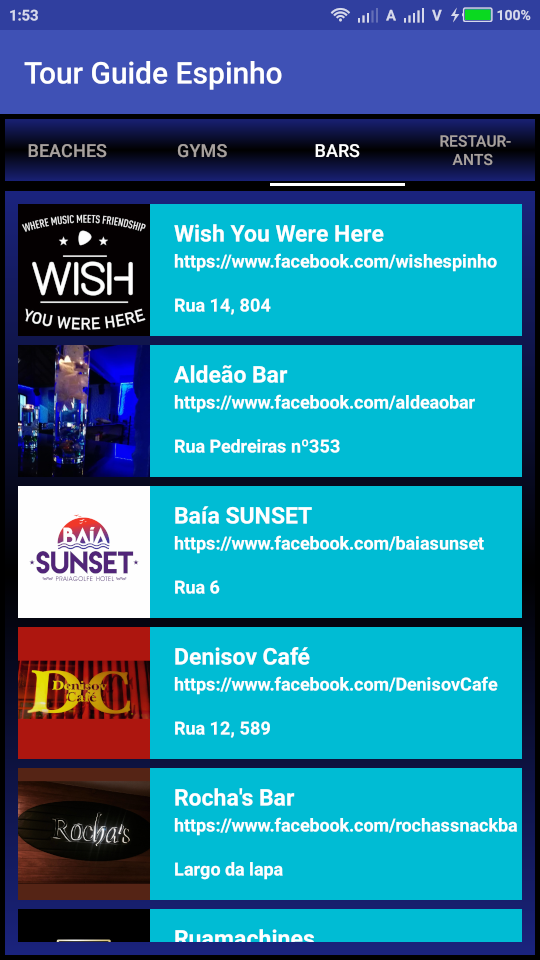 1:53
A
V
100%
Tour Guide Espinho
BEACHES
GYMS
BARS
RESTAUR-
ANTS
WHERE MUSIC MEETS FRIENDSHIP
WISH
YOU WERE HERE
Wish You Were Here
https://www.facebook.com/wishespinho
Rua 14, 804
Aldeão Bar
https://www.facebook.com/aldeaobar
Rua Pedreiras nº353
BAÍA
SUNSET
PRAIAGOLFE HOTEL
Baía SUNSET
https://www.facebook.com/baiasunset
Rua 6
DC
Denisov
Café
Denisov Café
https://www.facebook.com/DenisovCafe
Rua 12, 589
Rocha's
Rocha's Bar
https://www.facebook.com/rochassnackba
Largo da lapa
Ruamachines